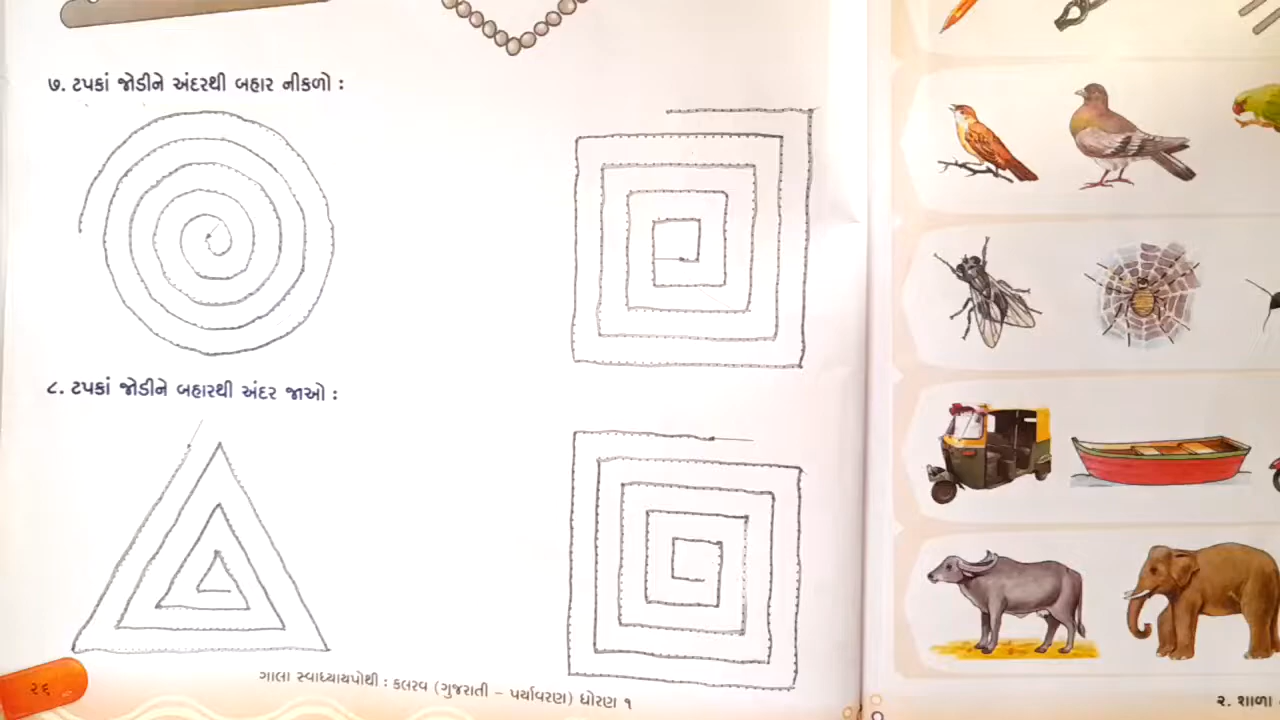 ૭. ટપકાં જોડીને અંદરથી બહાર નીકળો :
૮. ટપકાં જોડીને બહારથી અંદર જાઓ :
૨૬
ગાલા સ્વાધ્યાયપોથી : કલરવ (ગુજરાતી – પર્યાવરણ) ધોરણ ૧
૨. શાળા